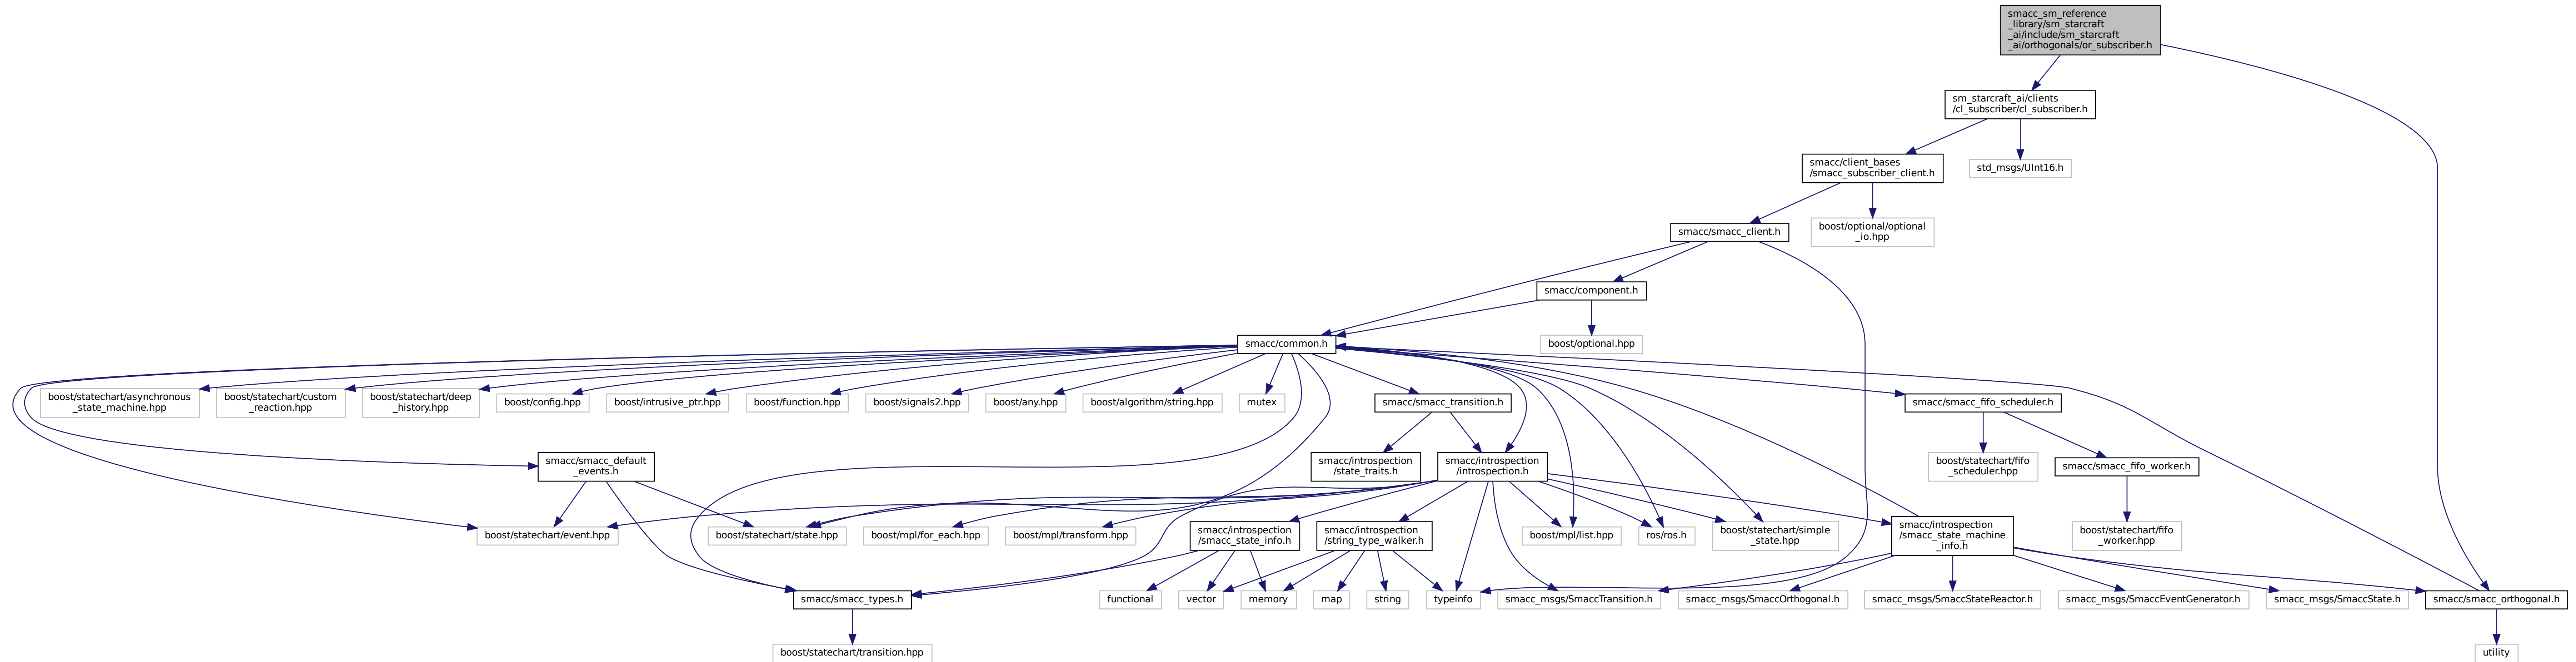 smacc_sm_reference
_library/sm_starcraft
_ai/include/sm_starcraft
_ai/orthogonals/or_subscriber.h
sm_starcraft_ai/clients
/cl_subscriber/cl_subscriber.h
smacc/client_bases
/smacc_subscriber_client.h
std_msgs/UInt16.h
smacc/smacc_client.h
boost/optional/optional
_io.hpp
smacc/component.h
smacc/common.h
boost/optional.hpp
boost/statechart/asynchronous
_state_machine.hpp
boost/statechart/custom
_reaction.hpp
boost/statechart/deep
_history.hpp
boost/config.hpp
boost/intrusive_ptr.hpp
boost/function.hpp
boost/signals2.hpp
boost/any.hpp
boost/algorithm/string.hpp
mutex
smacc/smacc_transition.h
smacc/smacc_fifo_scheduler.h
smacc/smacc_default
_events.h
smacc/introspection
/state_traits.h
smacc/introspection
/introspection.h
boost/statechart/fifo
_scheduler.hpp
smacc/smacc_fifo_worker.h
boost/statechart/event.hpp
boost/statechart/state.hpp
boost/mpl/for_each.hpp
boost/mpl/transform.hpp
smacc/introspection
/smacc_state_info.h
smacc/introspection
/string_type_walker.h
boost/mpl/list.hpp
ros/ros.h
boost/statechart/simple
_state.hpp
smacc/introspection
/smacc_state_machine
_info.h
boost/statechart/fifo
_worker.hpp
smacc/smacc_types.h
functional
vector
memory
map
string
typeinfo
smacc_msgs/SmaccTransition.h
smacc_msgs/SmaccOrthogonal.h
smacc_msgs/SmaccStateReactor.h
smacc_msgs/SmaccEventGenerator.h
smacc_msgs/SmaccState.h
smacc/smacc_orthogonal.h
boost/statechart/transition.hpp
utility